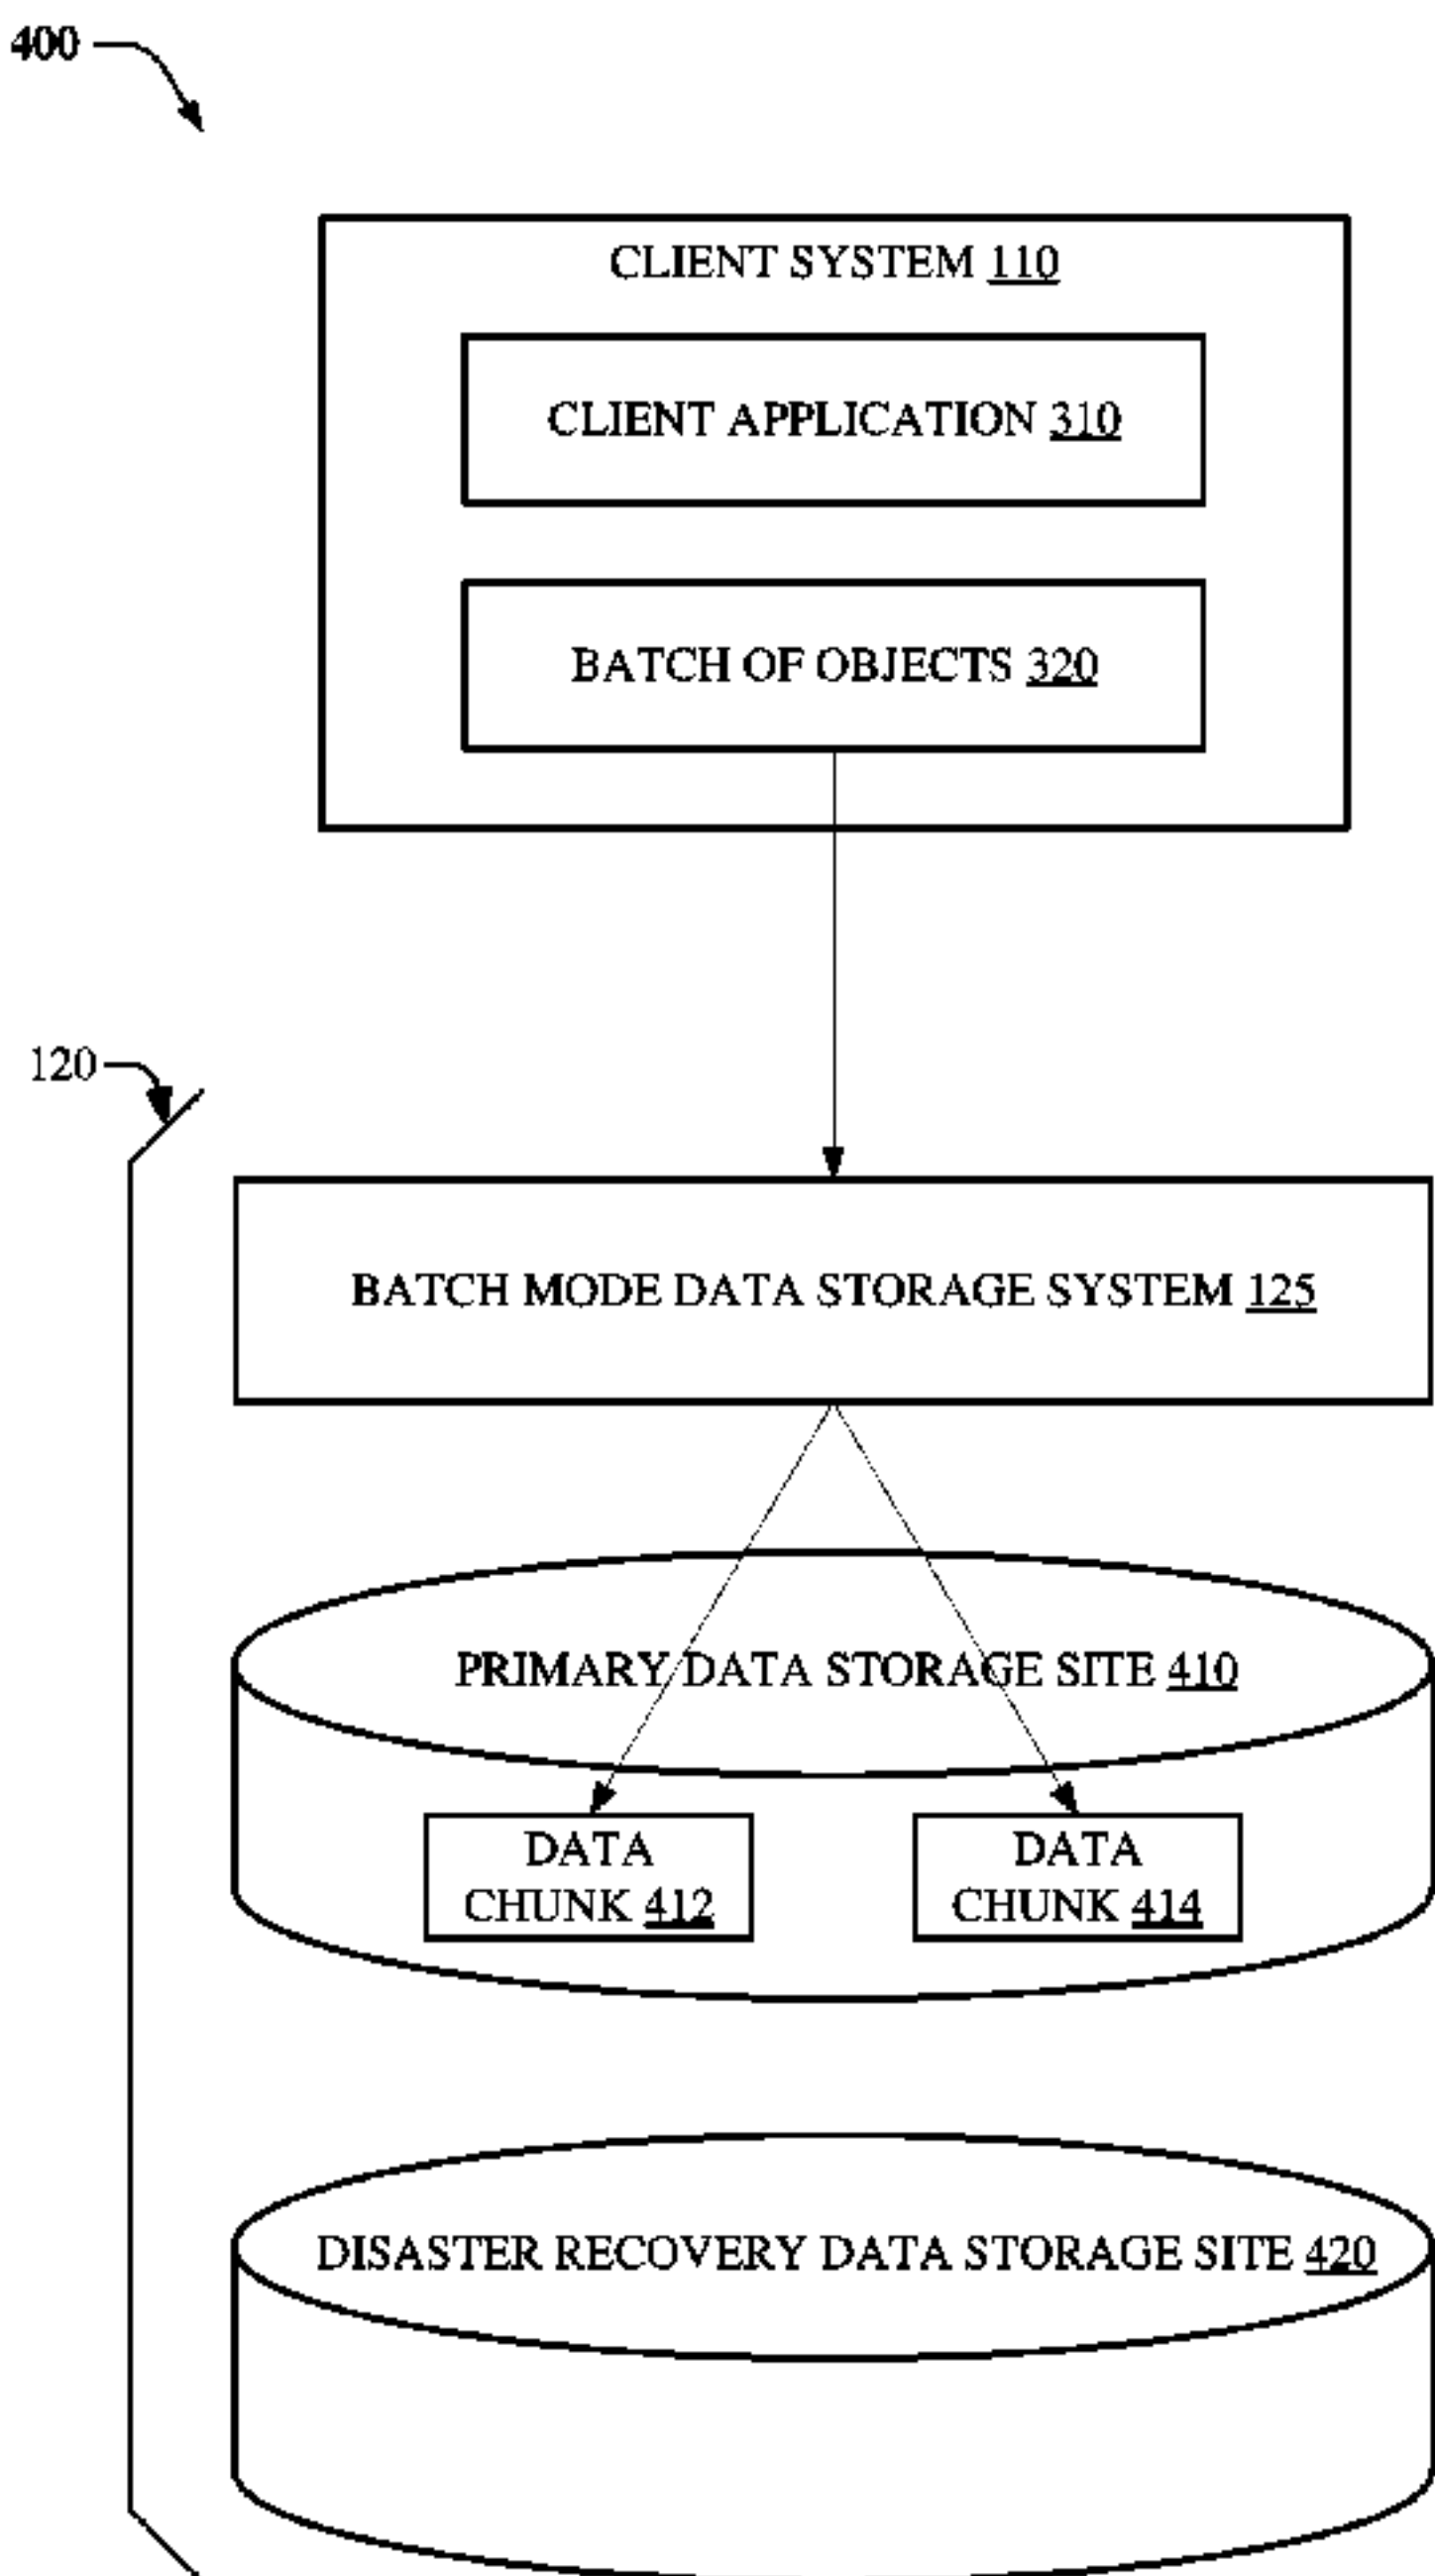 400
CLIENT SYSTEM 110
CLIENT APPLICATION 310
BATCH OF OBJECTS 320
120
BATCH MODE DATA STORAGE SYSTEM 125
PRIMARY DATA STORAGE SITE 410
DATA
CHUNK 412
DATA
CHUNK 414
DISASTER RECOVERY DATA STORAGE SITE 420